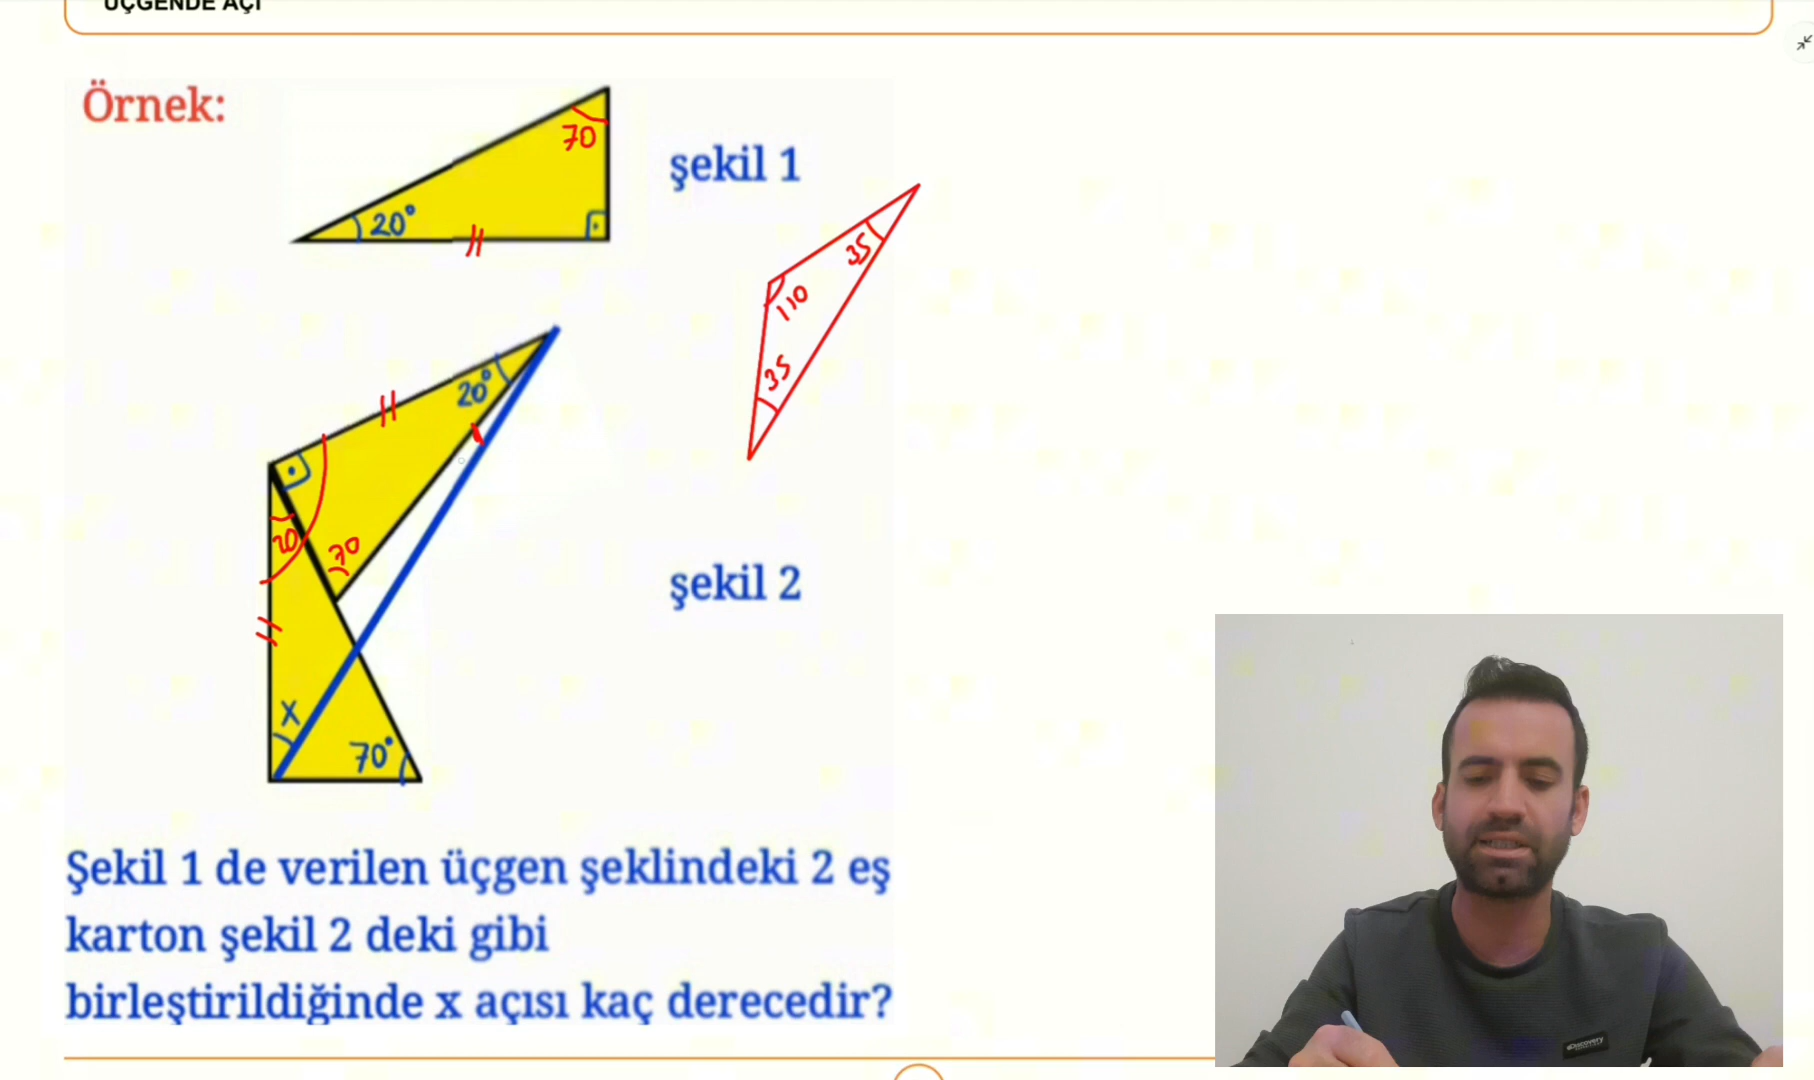 ÜÇGENDE AÇI
Örnek:
70
şekil 1
20°
35
110
35
20°
20
70
şekil 2
x
70°
Şekil 1 de verilen üçgen şeklindeki 2 eş
karton şekil 2 deki gibi
birleştirildiğinde x açısı kaç derecedir?
Discovery